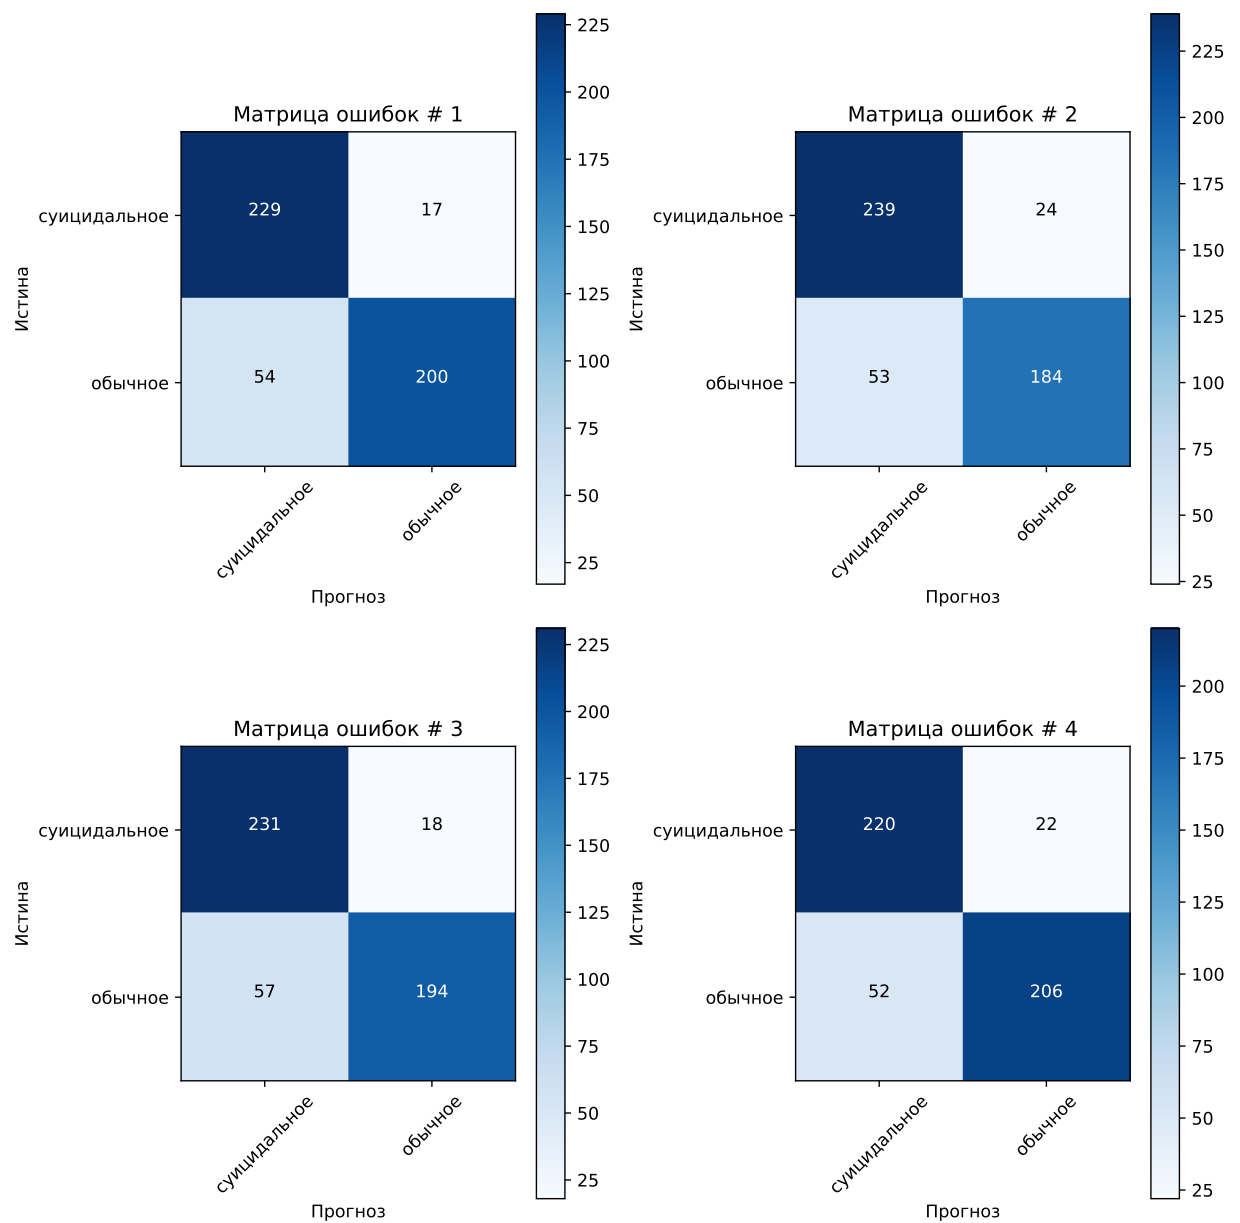 Матрица ошибок # 1
суицидальное
обычное
229
17
54
200
Истина
суицидальное
обычное
Прогноз
225
200
175
150
125
100
75
50
25
Матрица ошибок # 2
суицидальное
обычное
239
24
53
184
Истина
суицидальное
обычное
Прогноз
225
200
175
150
125
100
75
50
25
Матрица ошибок # 3
суицидальное
обычное
231
18
57
194
Истина
суицидальное
обычное
Прогноз
225
200
175
150
125
100
75
50
25
Матрица ошибок # 4
суицидальное
обычное
220
22
52
206
Истина
суицидальное
обычное
Прогноз
200
175
150
125
100
75
50
25